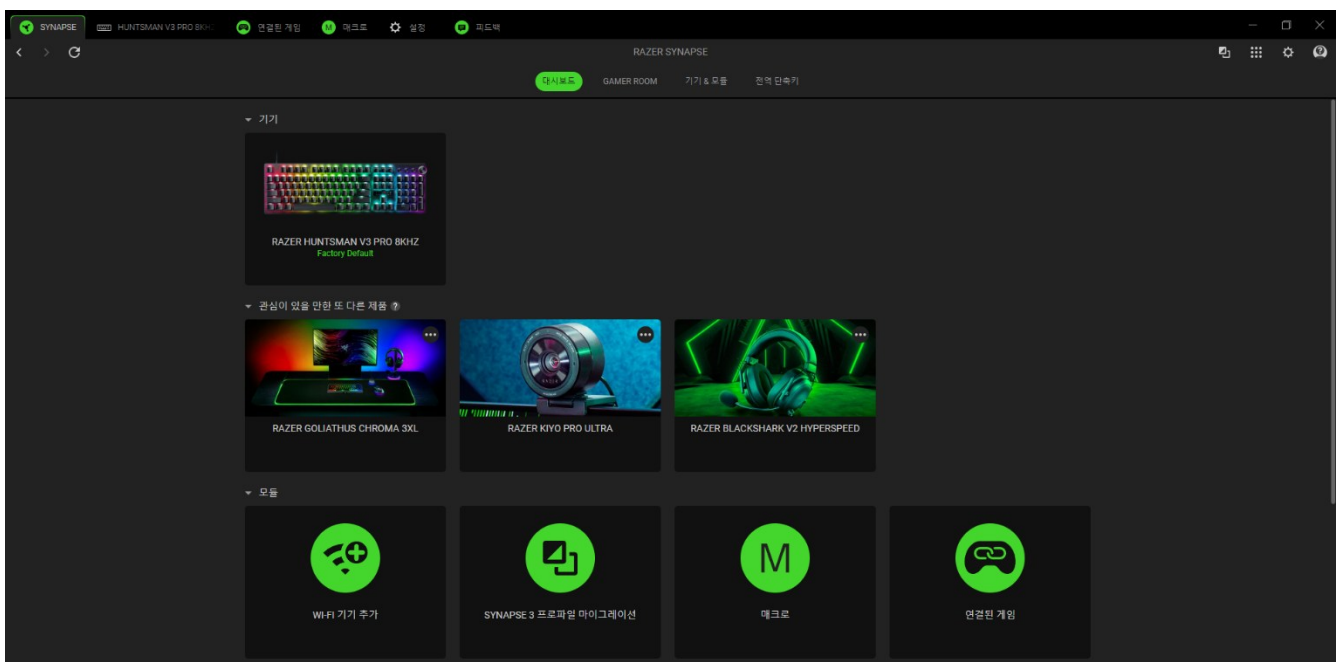 SYNAPSE HUNTSMAN V3 PRO 8KH 연결된 게임 매크로 설정 피드백
RAZER SYNAPSE
대시보드 GAMER ROOM 기기 & 모듈 전역 단축키
기기
RAZER HUNTSMAN V3 PRO 8KHZ
Factory Default
관심이 있을 만한 또 다른 제품 ?
RAZER GOLIATHUS CHROMA 3XL RAZER KIYO PRO ULTRA RAZER BLACKSHARK V2 HYPERSPEED
모듈
M
WI-FI 기기 추가 SYNAPSE 3 프로파일 마이그레이션 매크로 연결된 게임